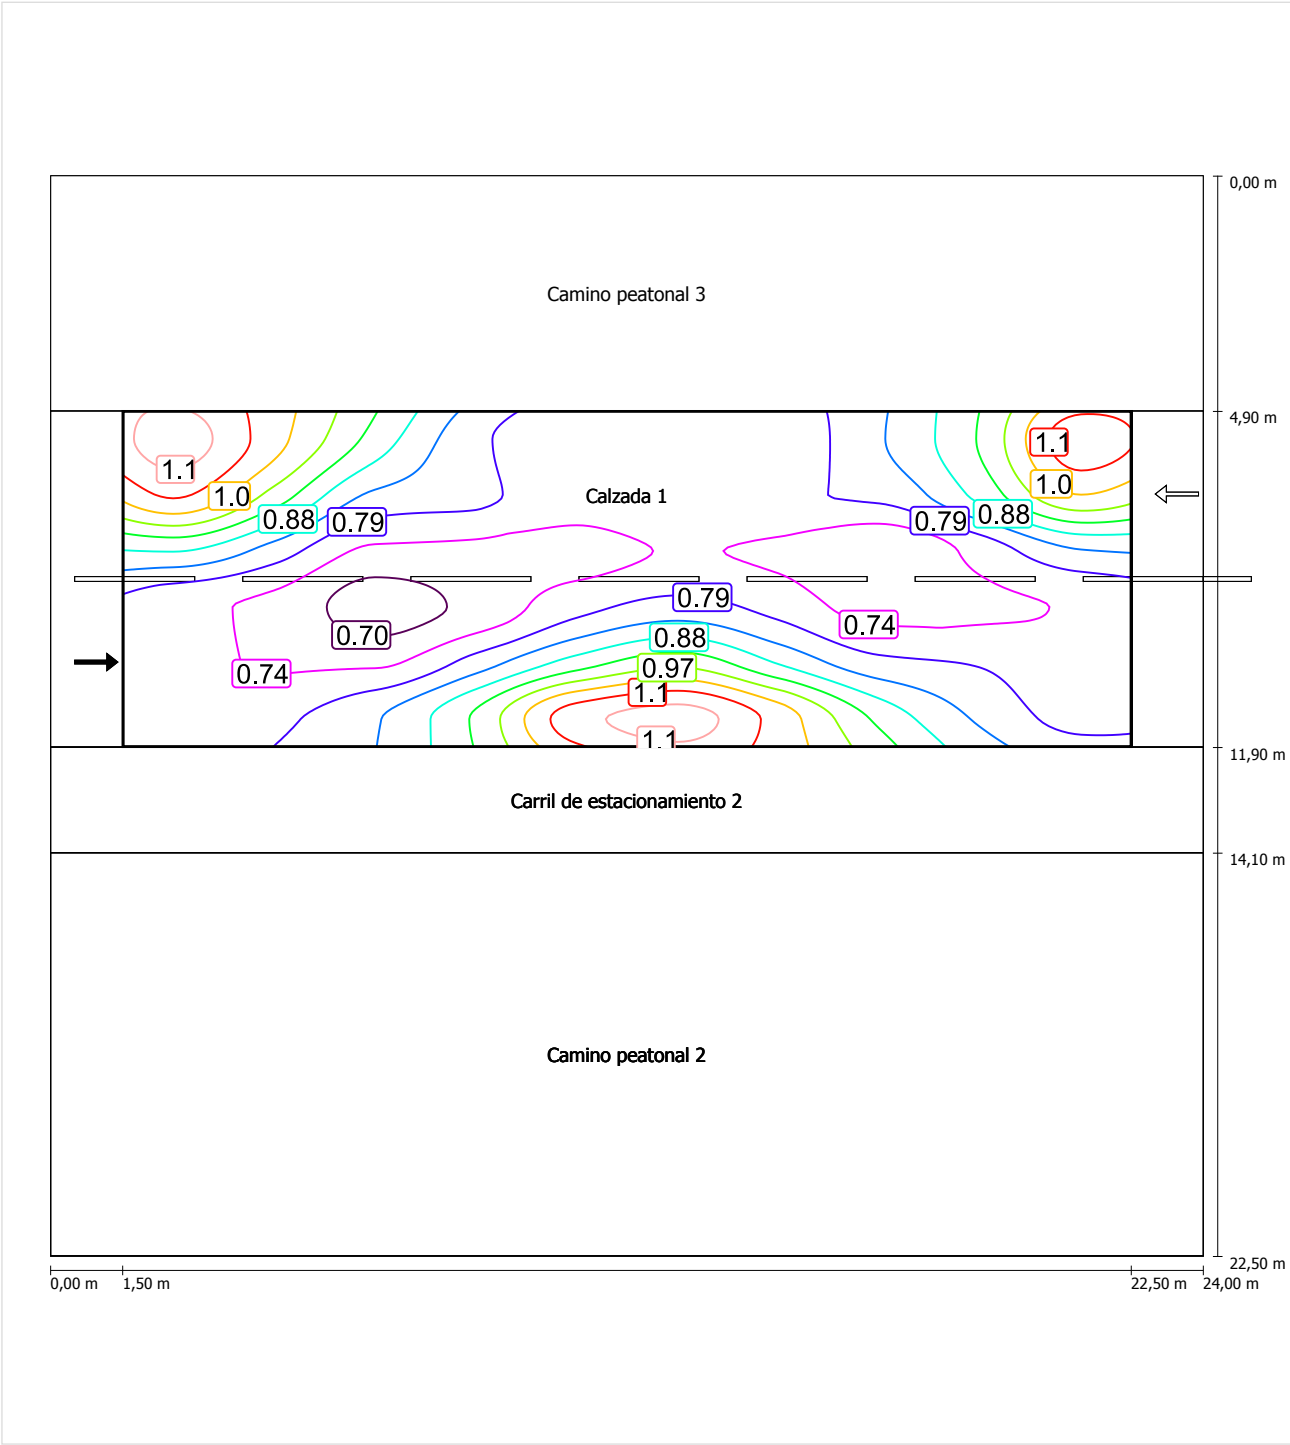 0,00 m
Camino peatonal 3
4,90 m
1.1
1.1
1.0
1.0
Calzada 1
0.88
0.79
0.79
0.88
0.79
0.74
0.70
0.88
0.74
0.97
1.1
1.1
11,90 m
Carril de estacionamiento 2
14,10 m
Camino peatonal 2
22,50 m
0,00 m
1,50 m
22,50 m
24,00 m